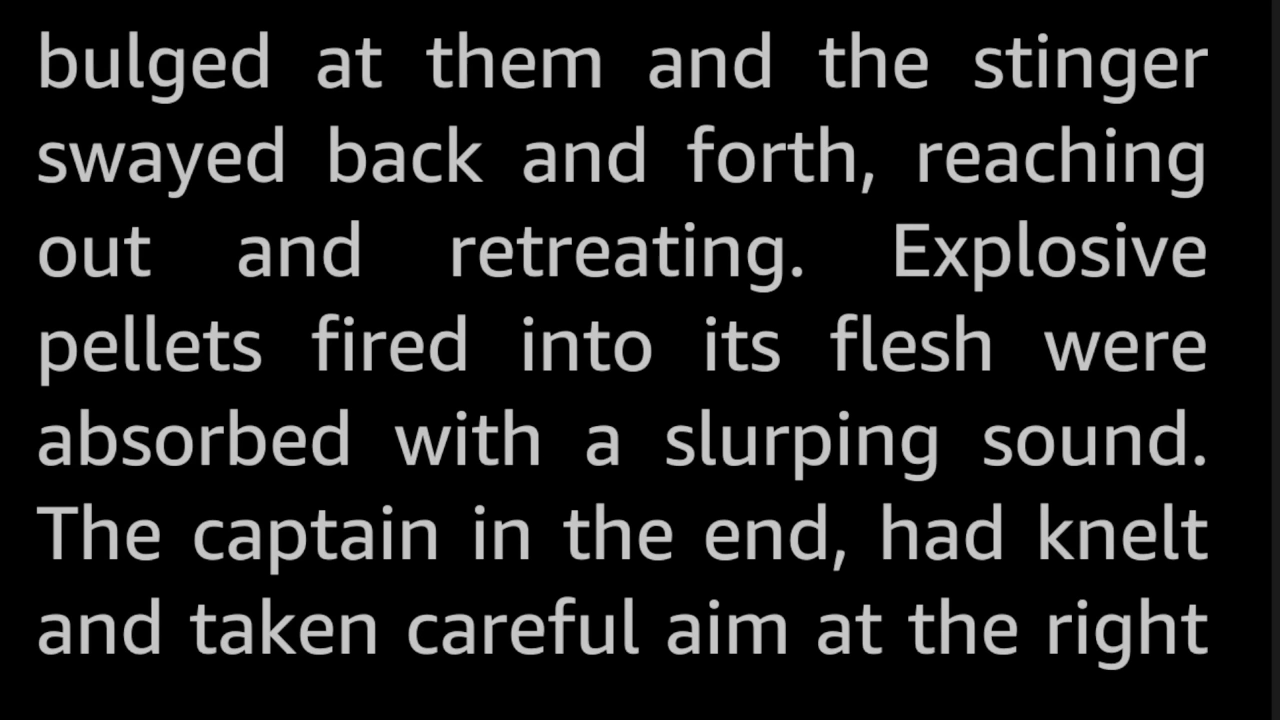 bulged at them and the stinger
swayed back and forth, reaching
out and retreating. Explosive
pellets fired into its flesh were
absorbed with a slurping sound.
The captain in the end, had knelt
and taken careful aim at the right